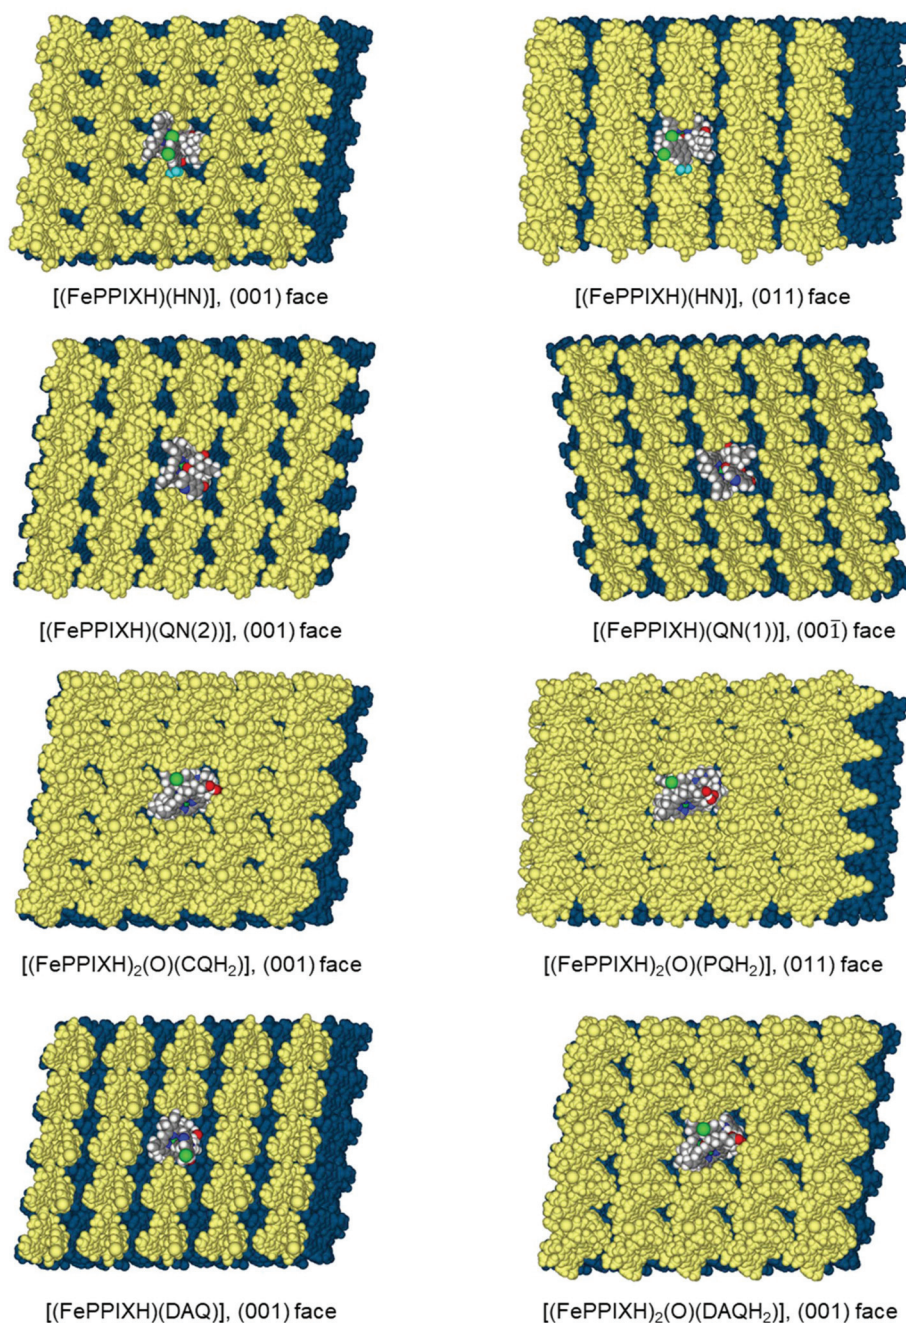 [(FePPIXH)(HN)], (001) face
[(FePPIXH)(HN)], (011) face
[(FePPIXH)(QN(2))], (001) face
[(FePPIXH)(QN(1))], (001̅) face
[(FePPIXH)₂(O)(CQH₂)], (001) face
[(FePPIXH)₂(O)(PQH₂)], (011) face
[(FePPIXH)(DAQ)], (001) face
[(FePPIXH)₂(O)(DAQH₂)], (001) face